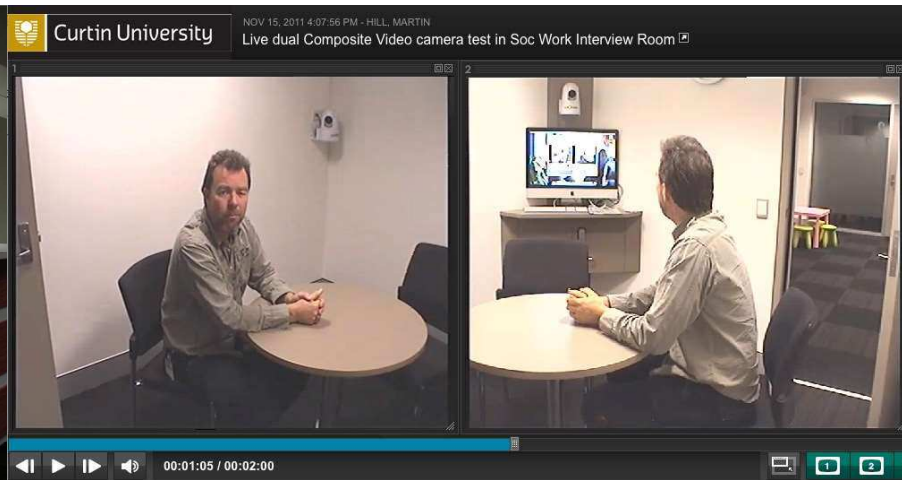 Curtin University
NOV 15, 2011 4:07:56 PM - HILL, MARTIN
Live dual Composite Video camera test in Soc Work Interview Room
1
2
00:01:05 / 00:02:00
1
2